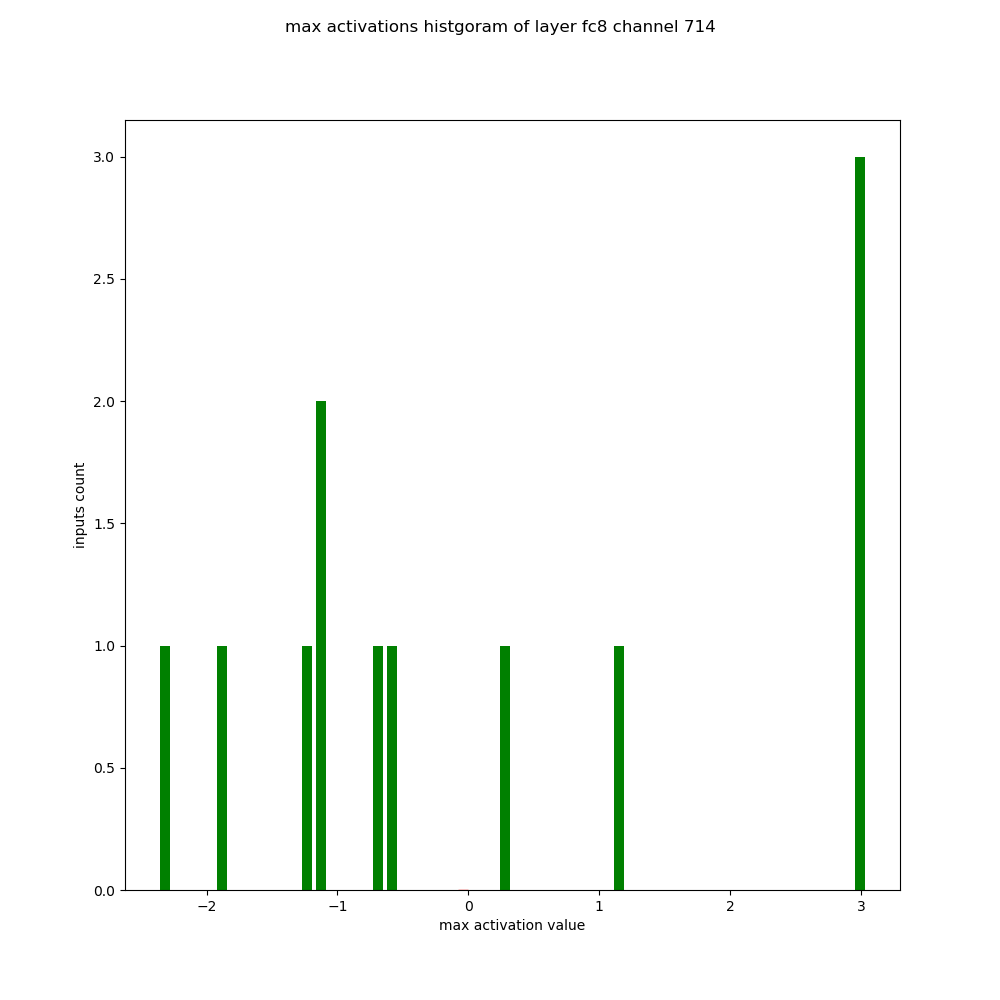 max activations histgoram of layer fc8 channel 714
3.0
2.5
2.0
1.5
1.0
0.5
0.0
inputs count
−2 −1 0 1 2 3
max activation value